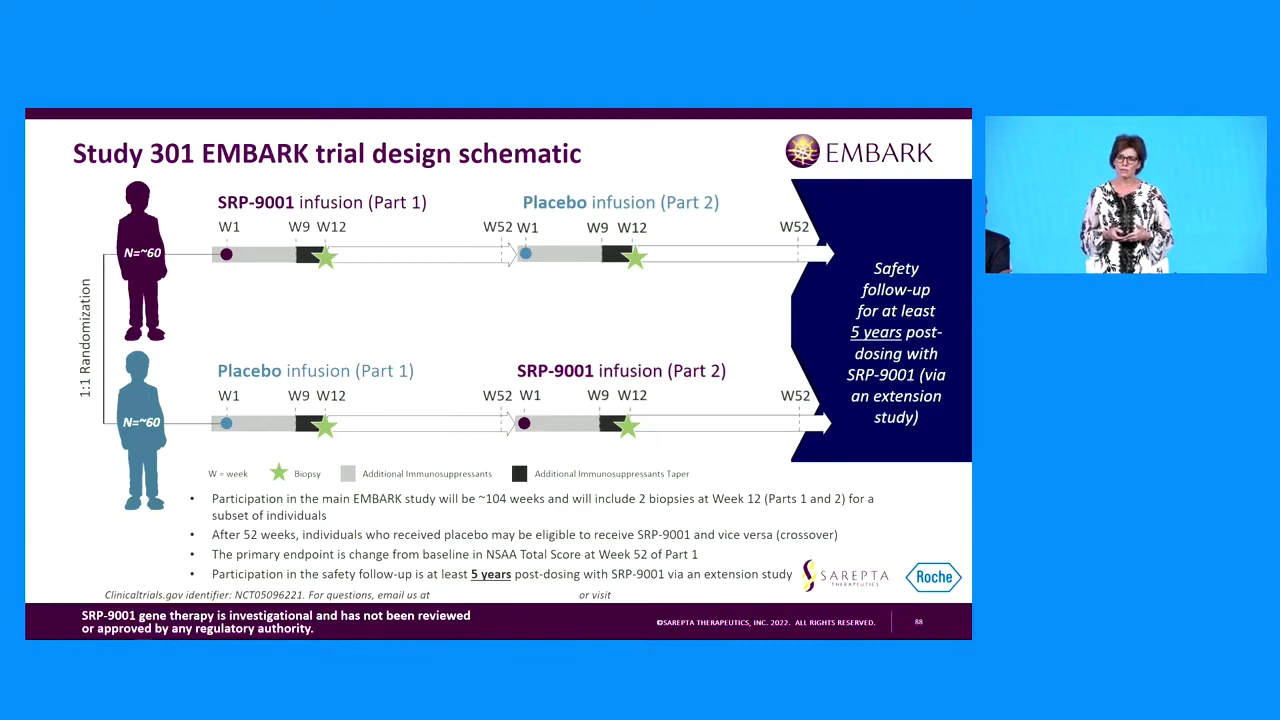 Study 301 EMBARK trial design schematic
EMBARK
SRP-9001 infusion (Part 1)
Placebo infusion (Part 2)
W1 W9 W12 W52 W1 W9 W12 W52
N=~60
1:1 Randomization
Placebo infusion (Part 1)
SRP-9001 infusion (Part 2)
W1 W9 W12 W52 W1 W9 W12 W52
N=~60
Safety
follow-up
for at least
5 years post-
dosing with
SRP-9001 (via
an extension
study)
W = week Biopsy Additional Immunosuppressants Additional Immunosuppressants Taper
• Participation in the main EMBARK study will be ~104 weeks and will include 2 biopsies at Week 12 (Parts 1 and 2) for a
subset of individuals
• After 52 weeks, individuals who received placebo may be eligible to receive SRP-9001 and vice versa (crossover)
• The primary endpoint is change from baseline in NSAA Total Score at Week 52 of Part 1
• Participation in the safety follow-up is at least 5 years post-dosing with SRP-9001 via an extension study
SAREPTA
THERAPEUTICS
Roche
Clinicaltrials.gov identifier: NCT05096221. For questions, email us at or visit
SRP-9001 gene therapy is investigational and has not been reviewed
or approved by any regulatory authority.
©SAREPTA THERAPEUTICS, INC. 2022. ALL RIGHTS RESERVED. 88